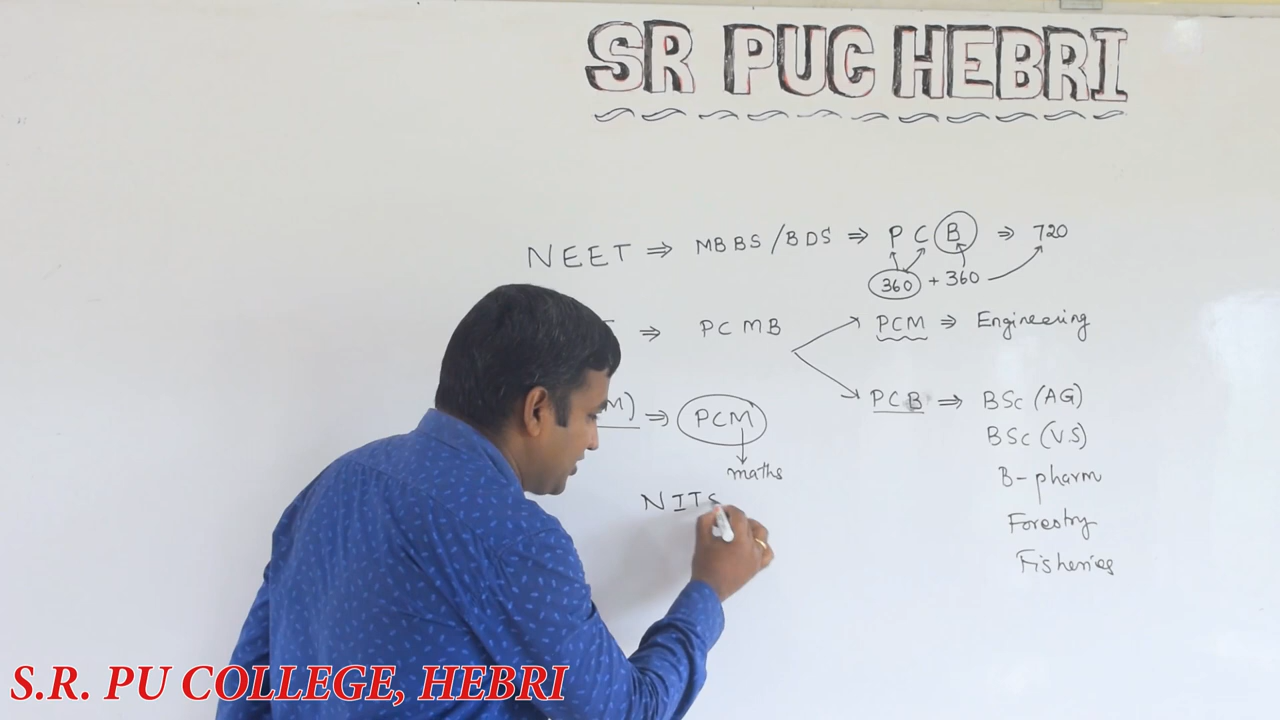 SR PUC HEBRI
NEET ⇒ MBBS/BDS ⇒ PCB ⇒ 720
360 + 360
⇒ PCMB
PCM ⇒ Engineering
PCB ⇒ BSc (AG)
M) ⇒ PCM
BSc (V.S)
maths
B-pharm
NITS
Forestry
Fisheries
S.R. PU COLLEGE, HEBRI